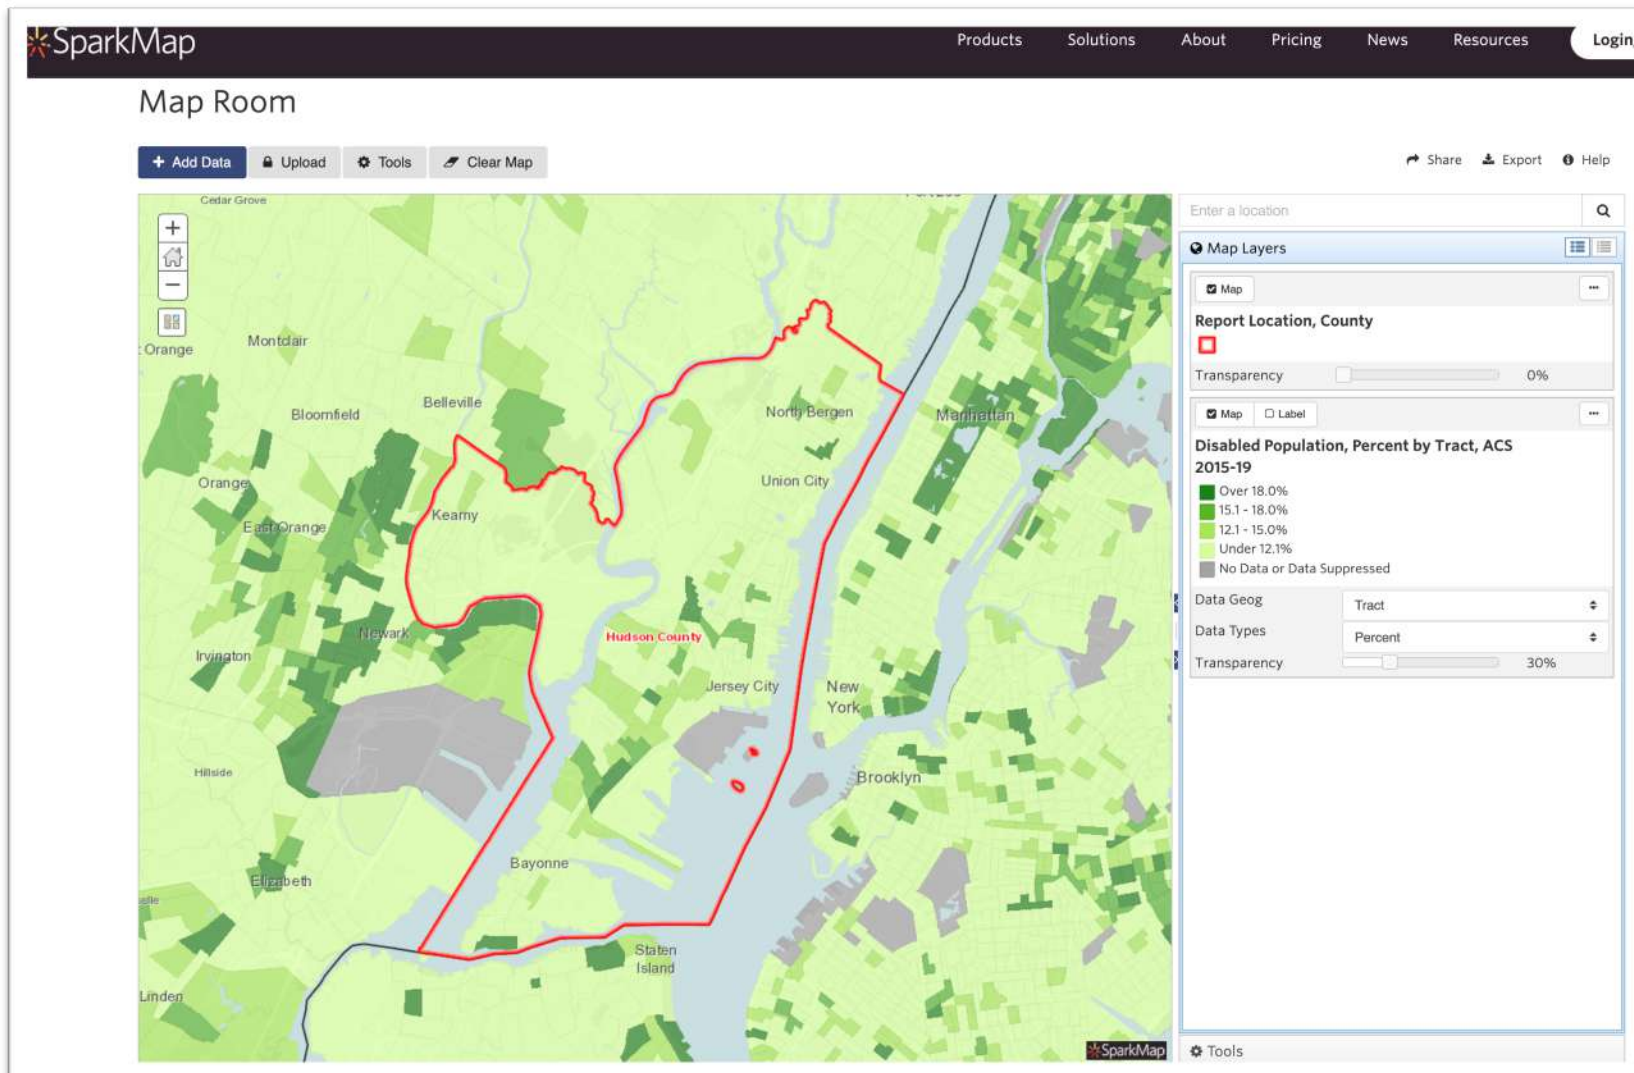 SparkMap
Products Solutions About Pricing News Resources Login
Map Room
+ Add Data Upload Tools Clear Map
Share Export Help
Enter a location
Map Layers
Map
Report Location, County
Transparency 0%
Map Label
Disabled Population, Percent by Tract, ACS
2015-19
Over 18.0%
15.1 - 18.0%
12.1 - 15.0%
Under 12.1%
No Data or Data Suppressed
Data Geog Tract
Data Types Percent
Transparency 30%
Tools
Cedar Grove
Montclair
Orange
Bloomfield
Belleville
North Bergen
Manhattan
Orange
East Orange
Kearny
Union City
Newark
Hudson County
Irvington
Jersey City
New
York
Hillside
Brooklyn
Bayonne
Elizabeth
Staten
Island
Linden
SparkMap